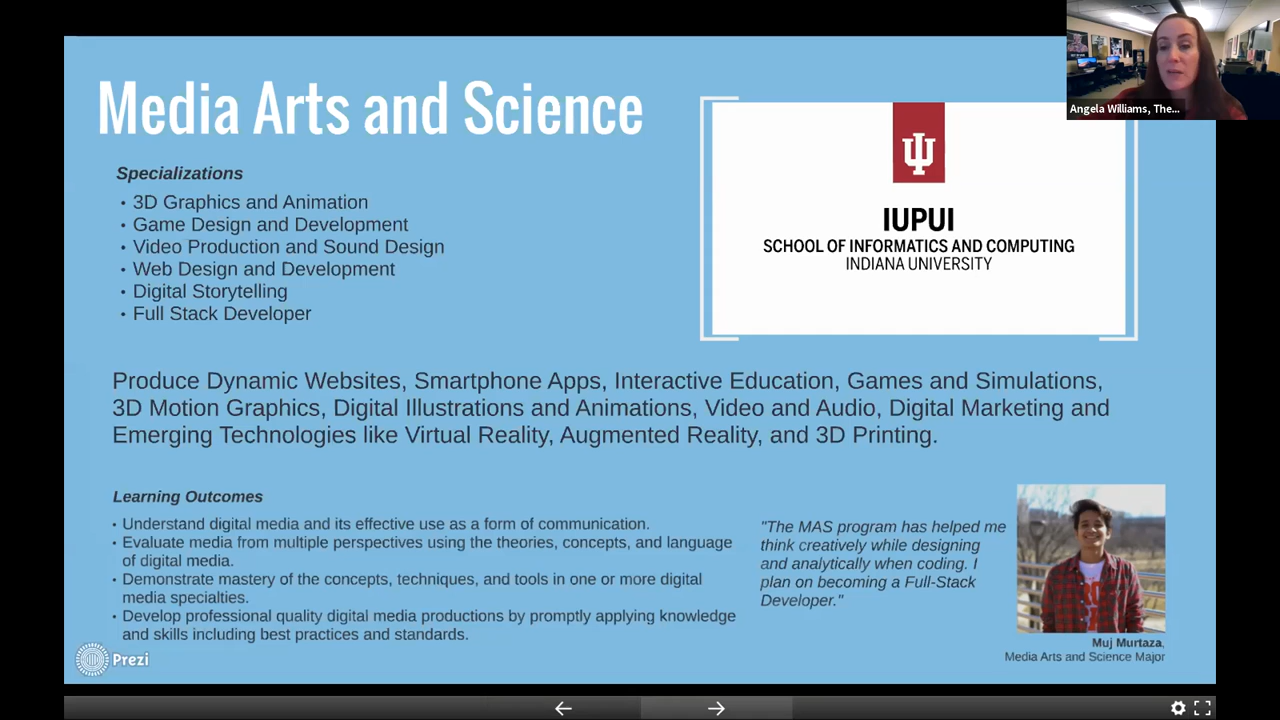 Media Arts and Science
Specializations
• 3D Graphics and Animation
• Game Design and Development
• Video Production and Sound Design
• Web Design and Development
• Digital Storytelling
• Full Stack Developer
IUPUI
SCHOOL OF INFORMATICS AND COMPUTING
INDIANA UNIVERSITY
Angela Williams, The...
Produce Dynamic Websites, Smartphone Apps, Interactive Education, Games and Simulations,
3D Motion Graphics, Digital Illustrations and Animations, Video and Audio, Digital Marketing and
Emerging Technologies like Virtual Reality, Augmented Reality, and 3D Printing.
Learning Outcomes
• Understand digital media and its effective use as a form of communication.
• Evaluate media from multiple perspectives using the theories, concepts, and language
of digital media.
• Demonstrate mastery of the concepts, techniques, and tools in one or more digital
media specialties.
• Develop professional quality digital media productions by promptly applying knowledge
and skills including best practices and standards.
"The MAS program has helped me
think creatively while designing
and analytically when coding. I
plan on becoming a Full-Stack
Developer."
Muj Murtaza,
Media Arts and Science Major
Prezi